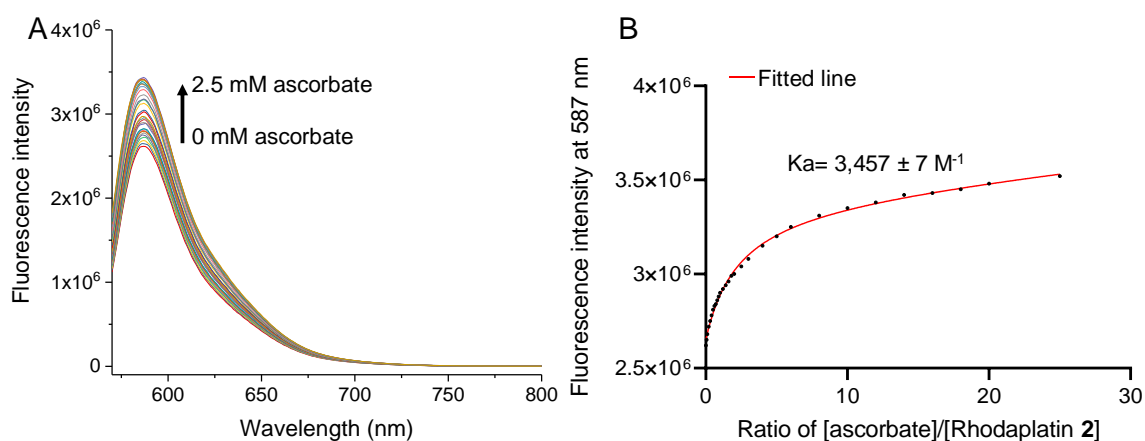 A
Fluorescence intensity
4x10⁶
3x10⁶
2x10⁶
1x10⁶
0
2.5 mM ascorbate
0 mM ascorbate
600
650
700
750
800
Wavelength (nm)
B
Fluorescence intensity at 587 nm
4×10⁶
3.5×10⁶
3×10⁶
2.5×10⁶
Fitted line
Ka= 3,457 ± 7 M⁻¹
0
10
20
30
Ratio of [ascorbate]/[Rhodaplatin 2]